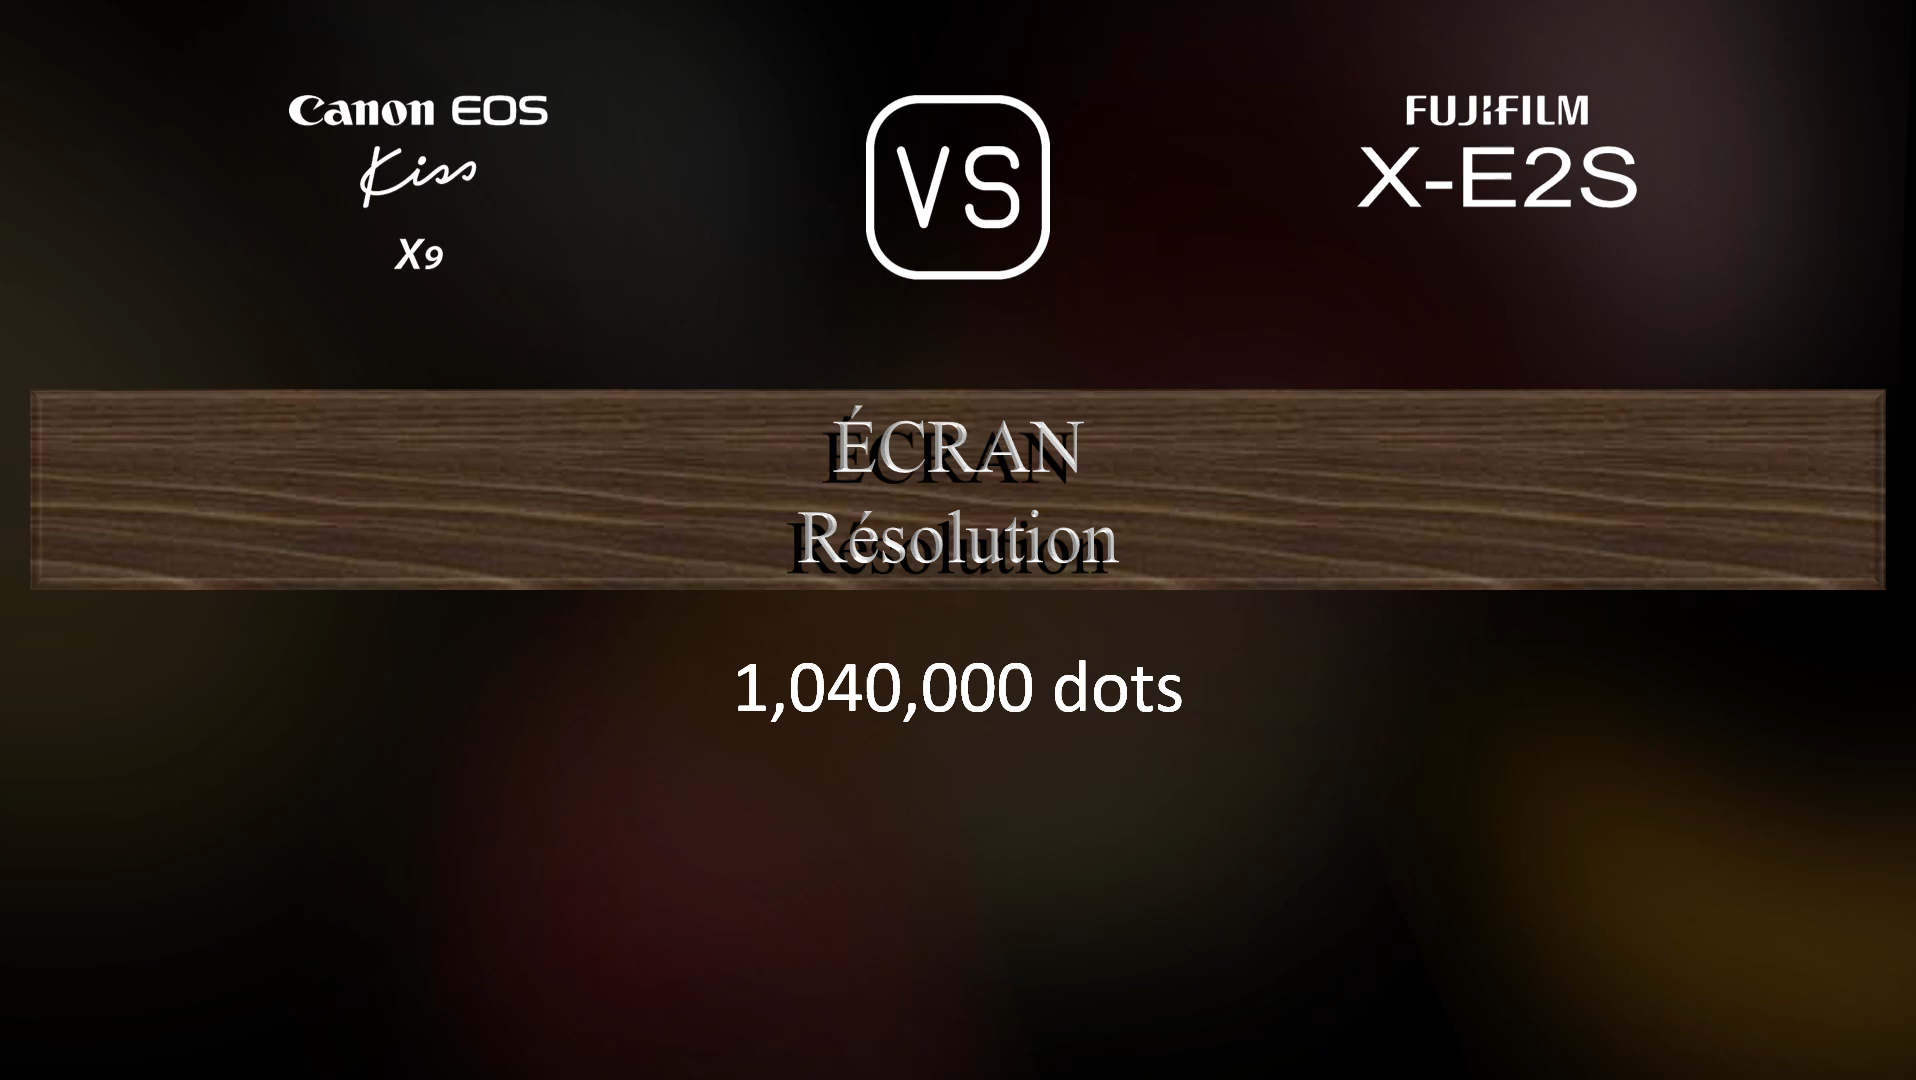 Canon EOS
Kiss
X9
VS
FUJIFILM
X-E2S
ÉCRAN
Résolution
1,040,000 dots